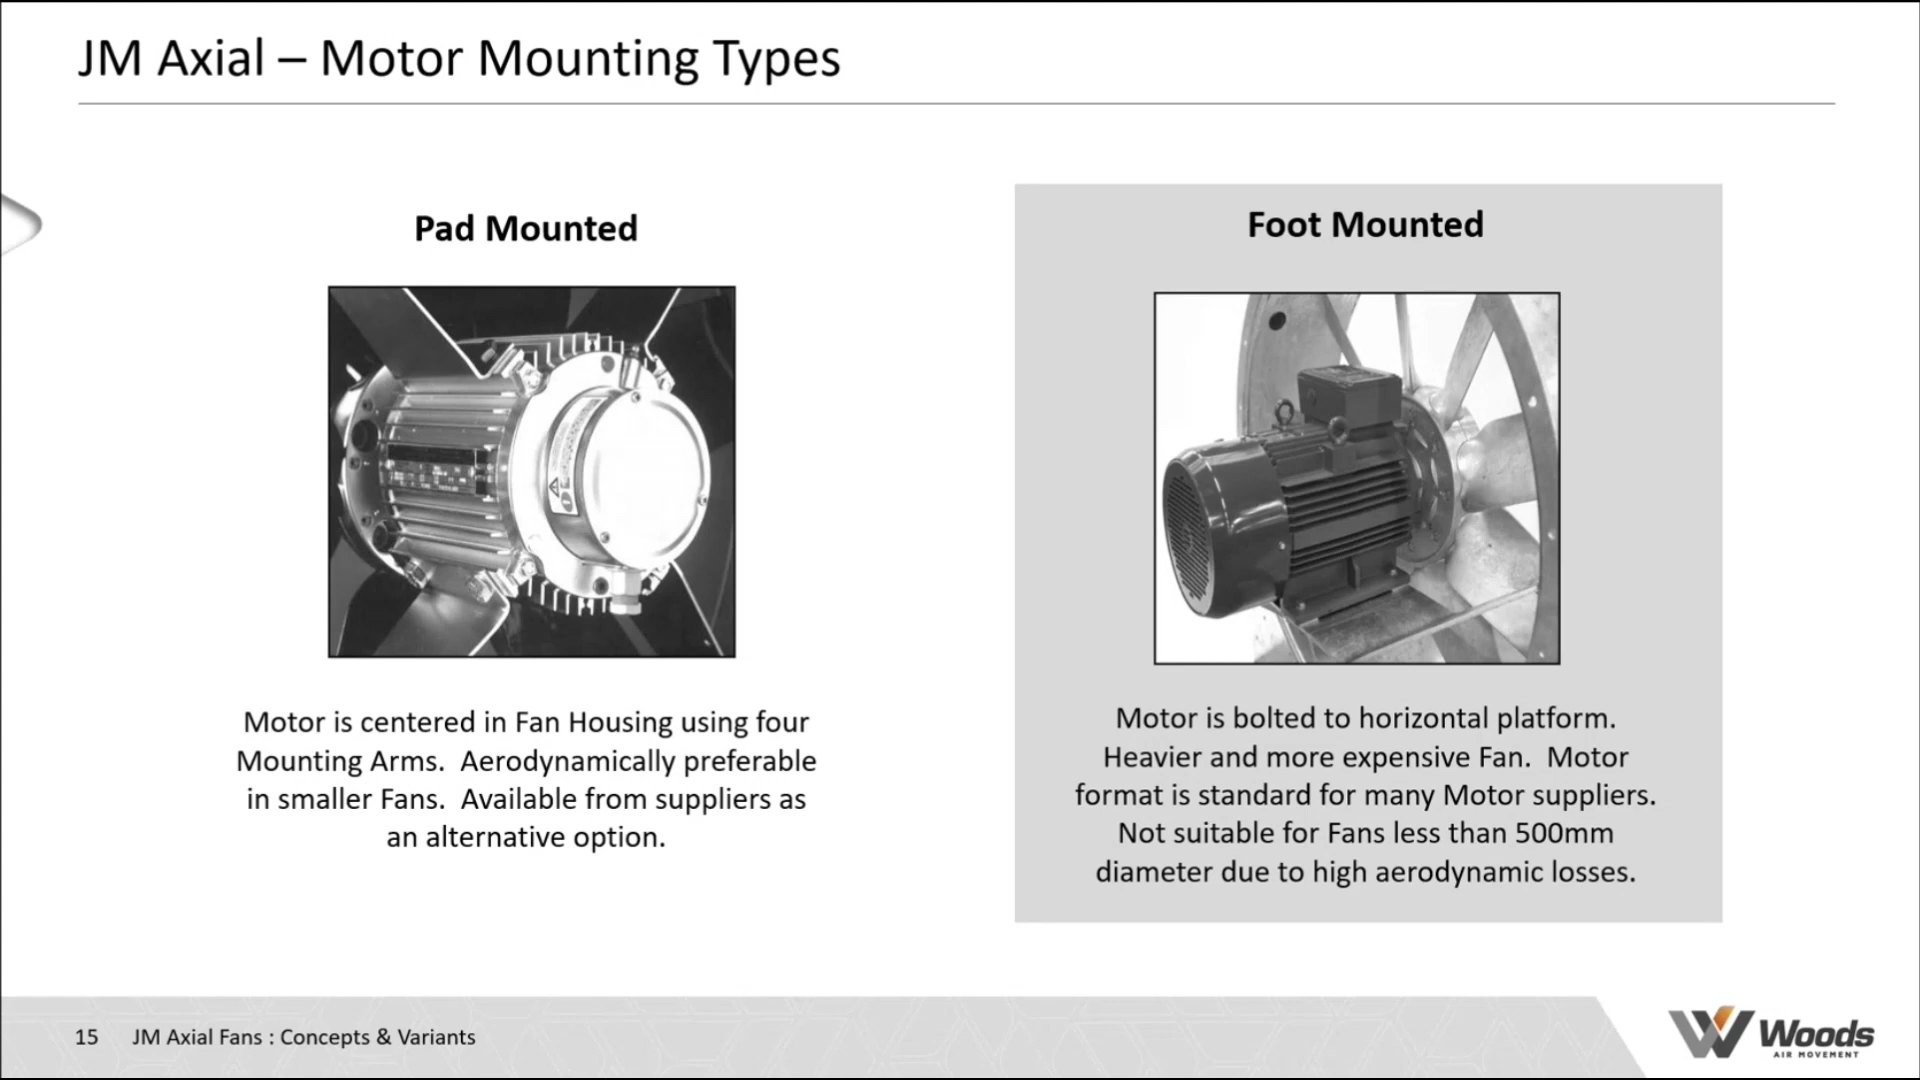 JM Axial – Motor Mounting Types
Pad Mounted
Motor is centered in Fan Housing using four
Mounting Arms.  Aerodynamically preferable
in smaller Fans.  Available from suppliers as
an alternative option.
Foot Mounted
Motor is bolted to horizontal platform.
Heavier and more expensive Fan.  Motor
format is standard for many Motor suppliers.
Not suitable for Fans less than 500mm
diameter due to high aerodynamic losses.
15 JM Axial Fans : Concepts & Variants
Woods
AIR MOVEMENT